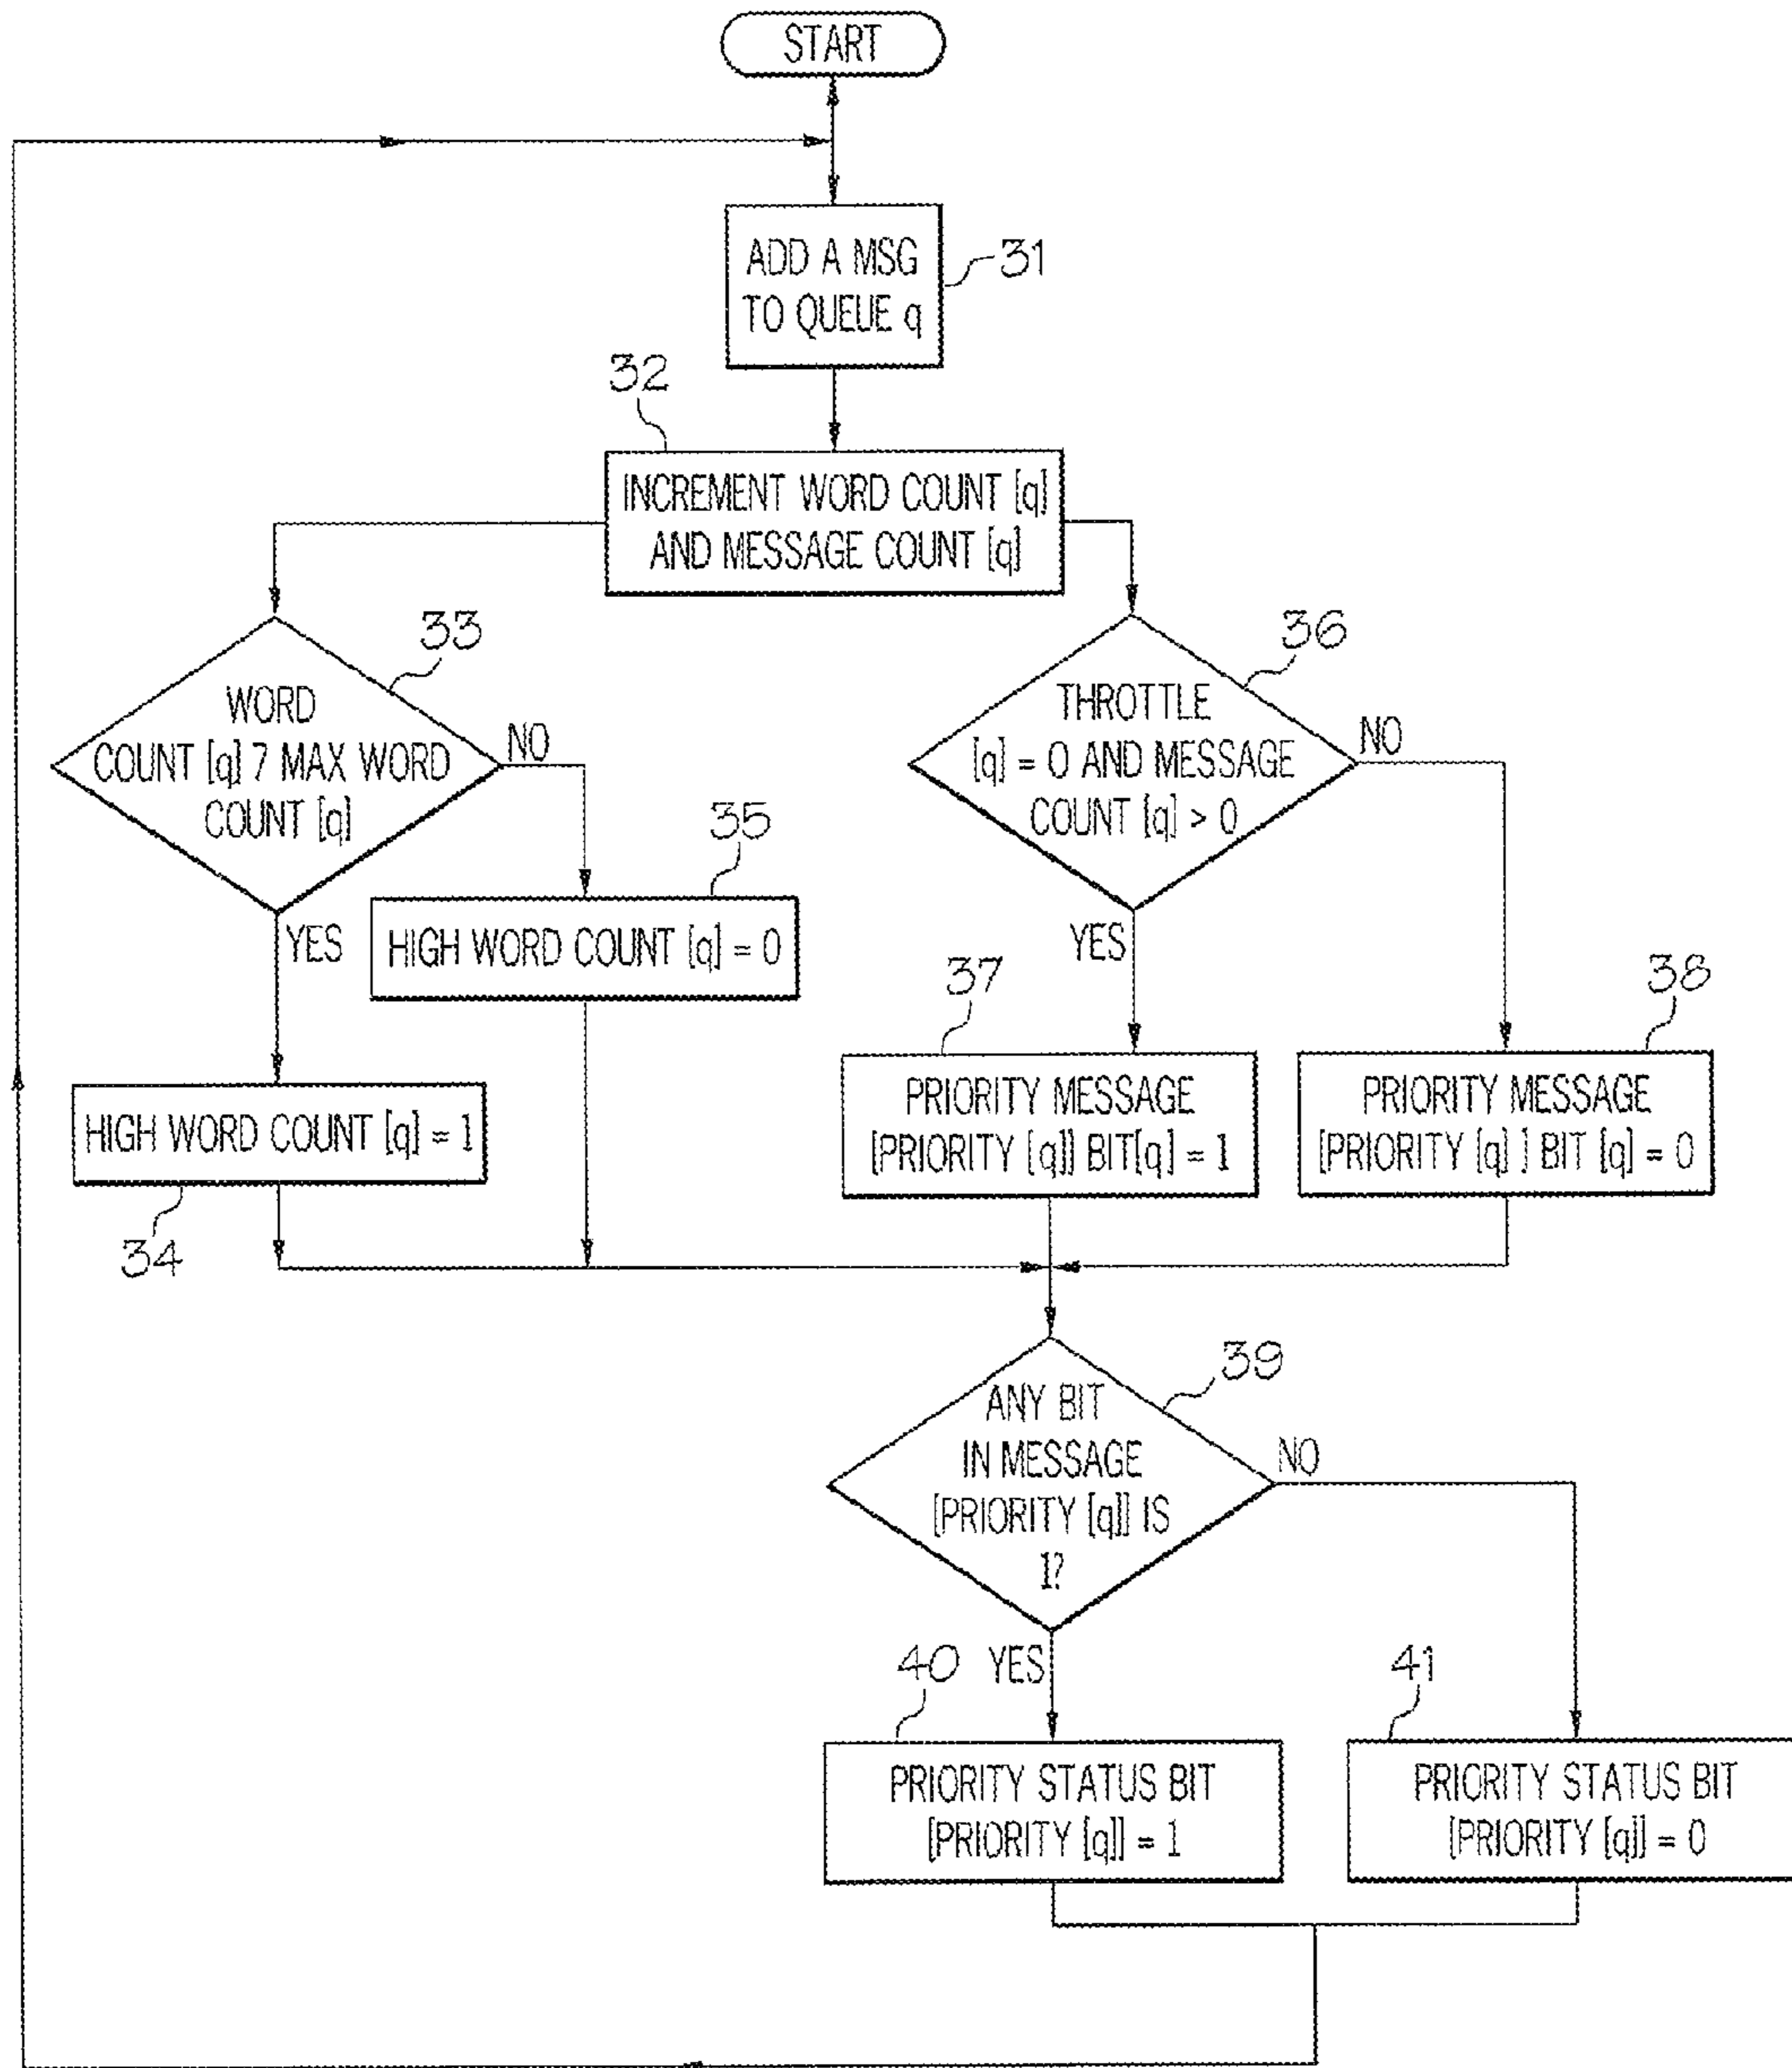 START
ADD A MSG
TO QUEUE q
31
32
INCREMENT WORD COUNT [q]
AND MESSAGE COUNT [q]
33
WORD
COUNT [q] 7 MAX WORD
COUNT [q]
NO
YES
36
THROTTLE
[q] = 0 AND MESSAGE
COUNT [q] > 0
NO
YES
35
HIGH WORD COUNT [q] = 0
HIGH WORD COUNT [q] = 1
34
37
PRIORITY MESSAGE
[PRIORITY [q]] BIT[q] = 1
38
PRIORITY MESSAGE
[PRIORITY [q] ] BIT [q] = 0
39
ANY BIT
IN MESSAGE
[PRIORITY [q]] IS
1?
NO
YES
40
PRIORITY STATUS BIT
[PRIORITY [q]] = 1
41
PRIORITY STATUS BIT
[PRIORITY [q]] = 0